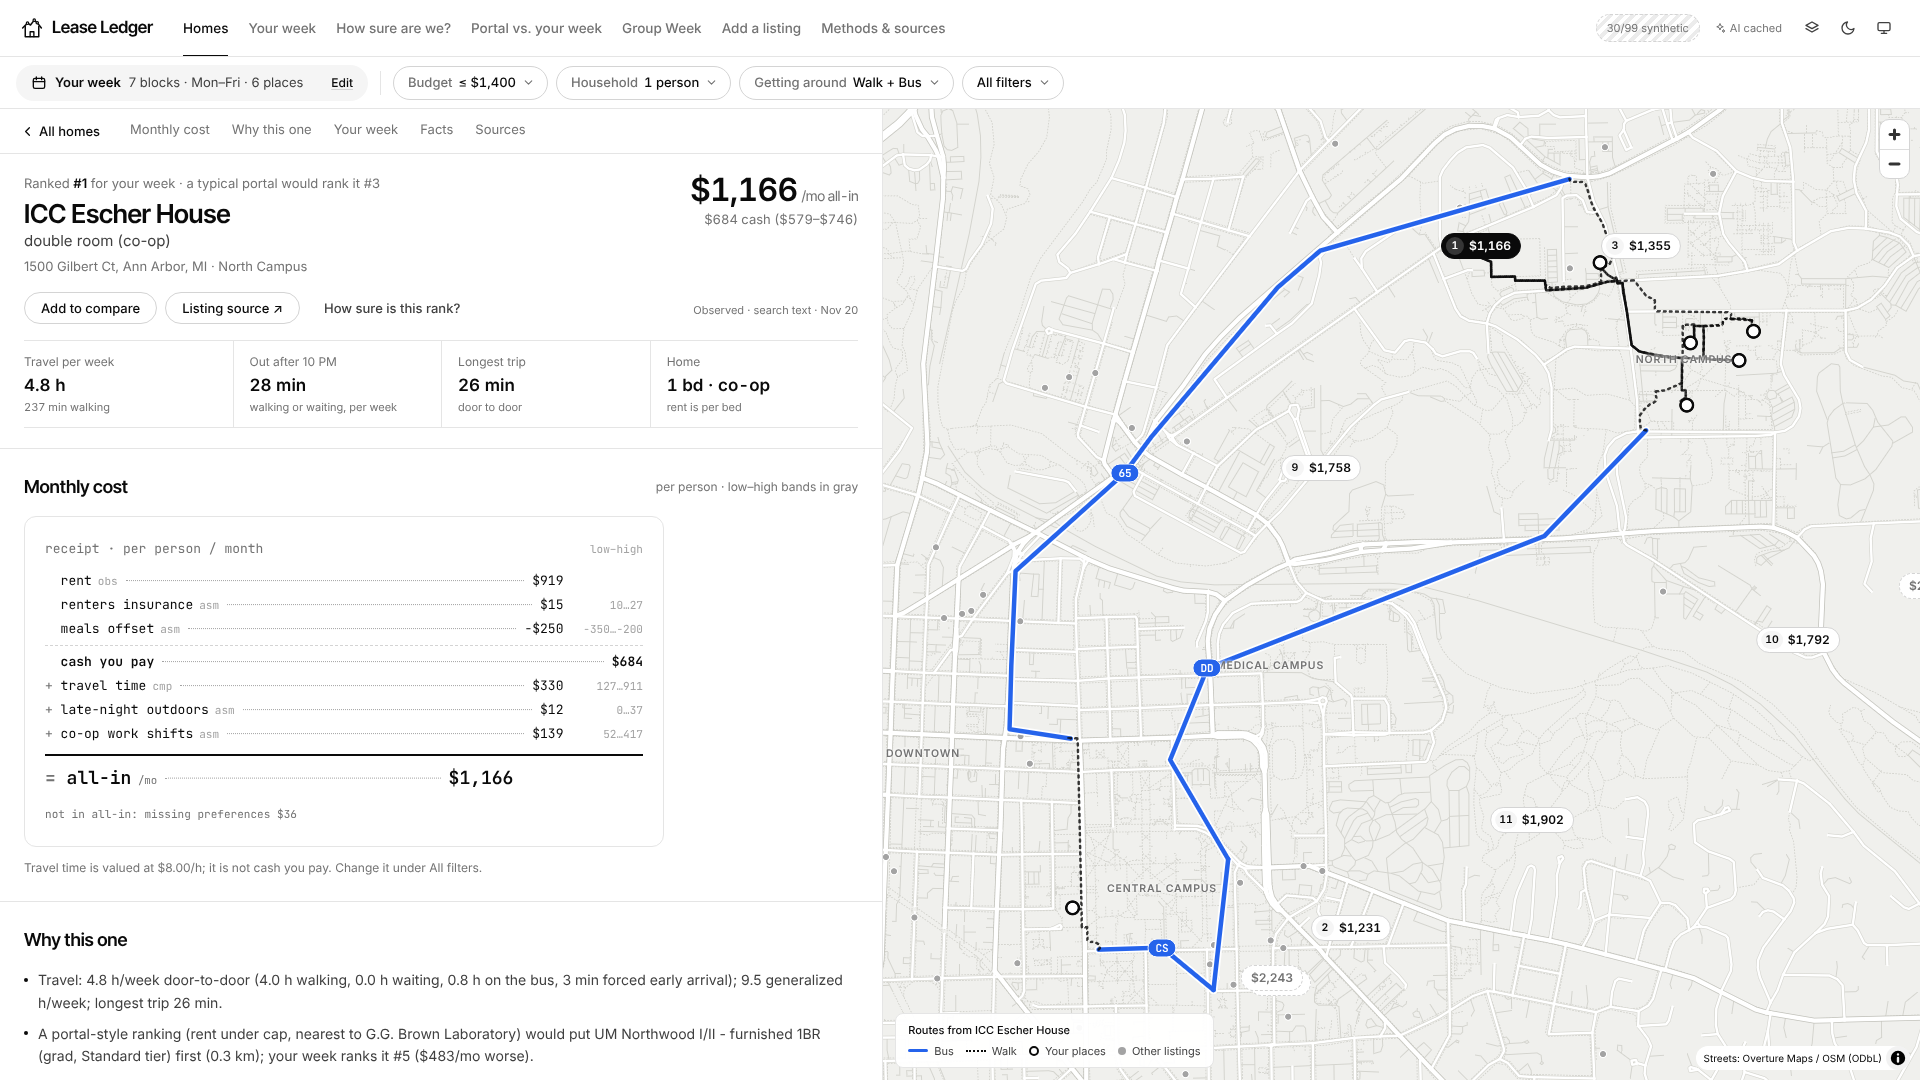 Lease Ledger
Homes
Your week
How sure are we?
Portal vs. your week
Group Week
Add a listing
Methods & sources
30/99 synthetic
AI cached
Your week 7 blocks · Mon–Fri · 6 places Edit
Budget ≤ $1,400
Household 1 person
Getting around Walk + Bus
All filters
All homes
Monthly cost
Why this one
Your week
Facts
Sources
Ranked #1 for your week · a typical portal would rank it #3
ICC Escher House
double room (co-op)
1500 Gilbert Ct, Ann Arbor, MI · North Campus
$1,166 /mo all-in
$684 cash ($579–$746)
Add to compare
Listing source ↗
How sure is this rank?
Observed · search text · Nov 20
Travel per week
4.8 h
237 min walking
Out after 10 PM
28 min
walking or waiting, per week
Longest trip
26 min
door to door
Home
1 bd · co-op
rent is per bed
Monthly cost
per person · low–high bands in gray
receipt · per person / month low–high
rent obs $919
renters insurance asm $15 10…27
meals offset asm -$250 -350…-200
cash you pay $684
+ travel time cmp $330 127…911
+ late-night outdoors asm $12 0…37
+ co-op work shifts asm $139 52…417
= all-in /mo $1,166
not in all-in: missing preferences $36
Travel time is valued at $8.00/h; it is not cash you pay. Change it under All filters.
Why this one
• Travel: 4.8 h/week door-to-door (4.0 h walking, 0.0 h waiting, 0.8 h on the bus, 3 min forced early arrival); 9.5 generalized
h/week; longest trip 26 min.
• A portal-style ranking (rent under cap, nearest to G.G. Brown Laboratory) would put UM Northwood I/II - furnished 1BR
(grad, Standard tier) first (0.3 km); your week ranks it #5 ($483/mo worse).
+
−
1 $1,166
3 $1,355
NORTH CAMPUS
65
9 $1,758
10 $1,792
DD
MEDICAL CAMPUS
DOWNTOWN
11 $1,902
CENTRAL CAMPUS
2 $1,231
CS
$2,243
Routes from ICC Escher House
Bus
Walk
Your places
Other listings
Streets: Overture Maps / OSM (ODbL)